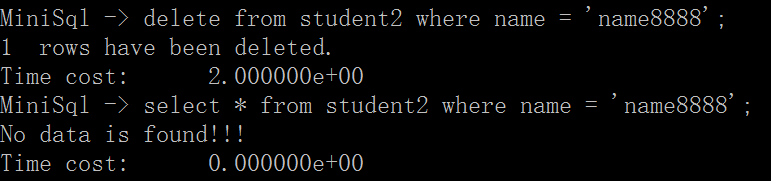 MiniSql -> delete from student2 where name = 'name8888';
1  rows have been deleted.
Time cost:     2.000000e+00
MiniSql -> select * from student2 where name = 'name8888';
No data is found!!!
Time cost:     0.000000e+00